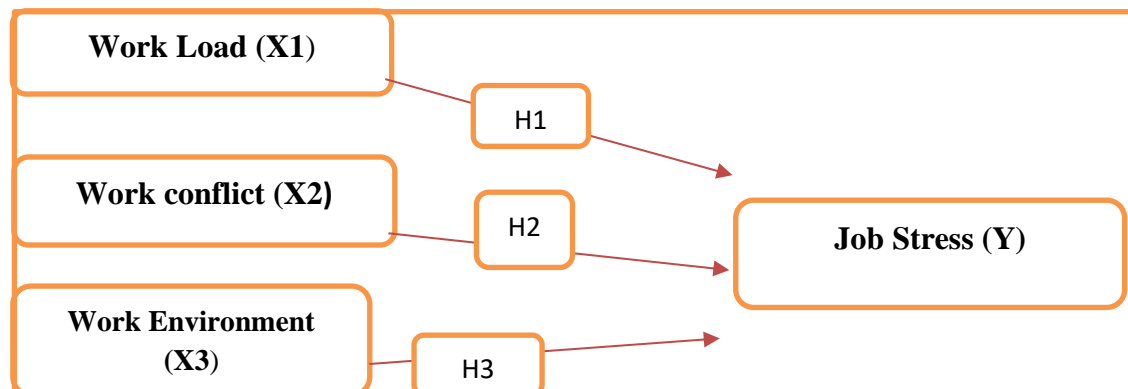 Work Load (X1)
H1
Work conflict (X2)
H2
Job Stress (Y)
Work Environment
(X3)
H3